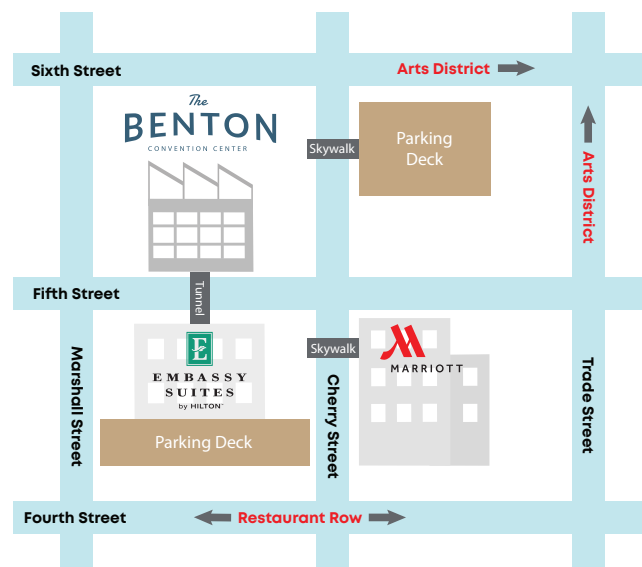 Sixth Street
Arts District
The
BENTON
CONVENTION CENTER
Skywalk
Parking
Deck
Arts District
Fifth Street
Tunnel
E
EMBASSY
SUITES
by HILTON™
Skywalk
MARRIOTT
Marshall Street
Cherry Street
Trade Street
Parking Deck
Fourth Street
Restaurant Row